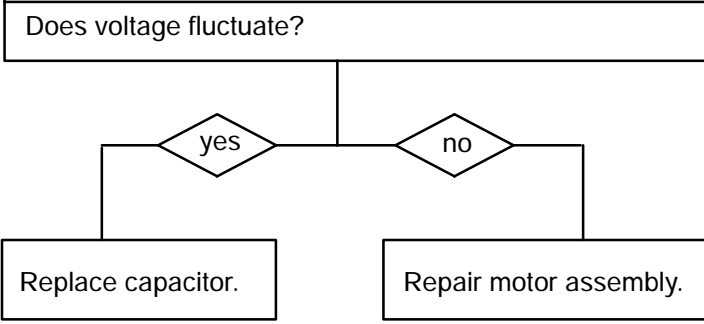 Does voltage fluctuate?
yes
no
Replace capacitor.
Repair motor assembly.